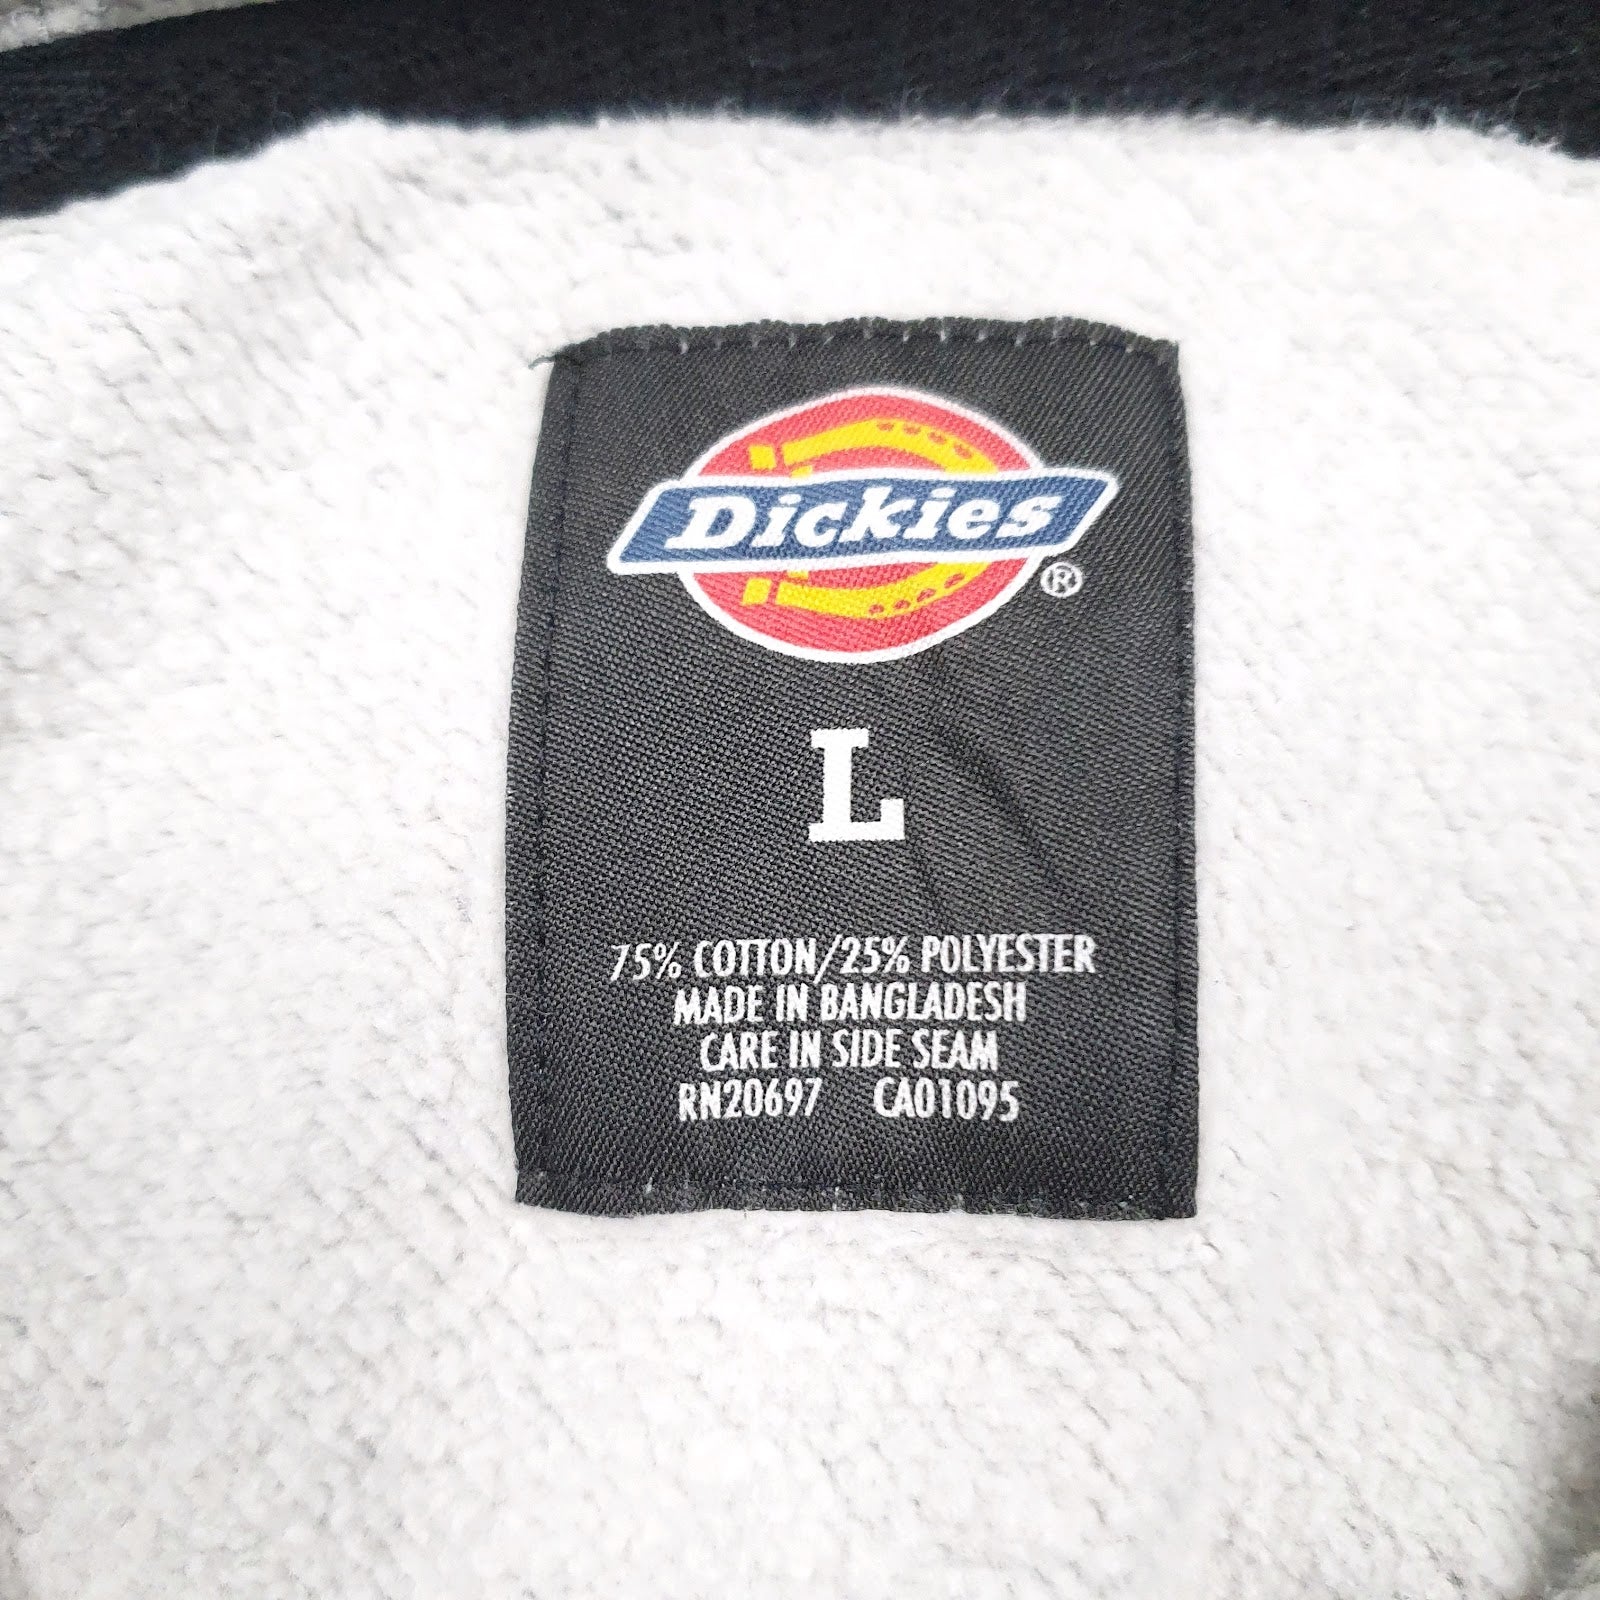 Dickies
®
L
75% COTTON/25% POLYESTER
MADE IN BANGLADESH
CARE IN SIDE SEAM
RN20697 CA01095